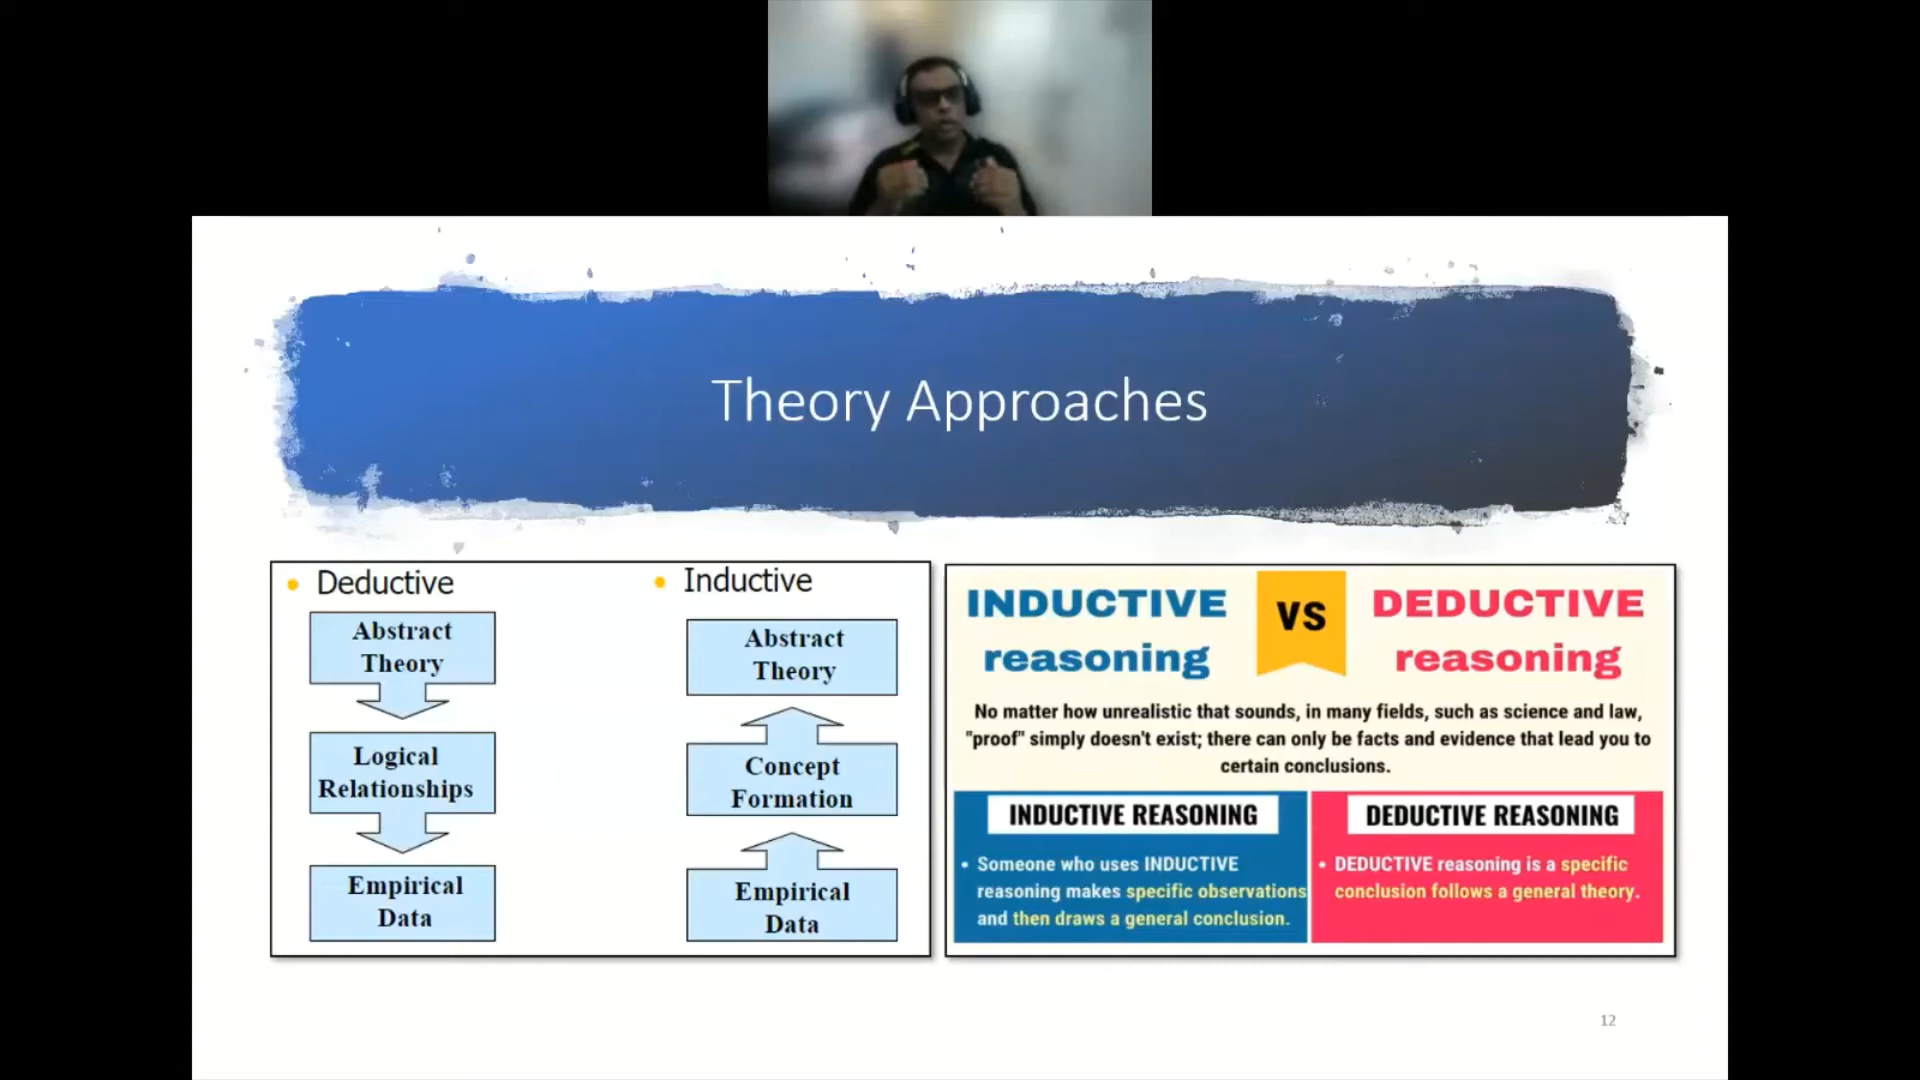 Theory Approaches
• Deductive
Abstract
Theory
Logical
Relationships
Empirical
Data
• Inductive
Abstract
Theory
Concept
Formation
Empirical
Data
INDUCTIVE
reasoning
VS
DEDUCTIVE
reasoning
No matter how unrealistic that sounds, in many fields, such as science and law,
"proof" simply doesn't exist; there can only be facts and evidence that lead you to
certain conclusions.
INDUCTIVE REASONING
• Someone who uses INDUCTIVE
reasoning makes specific observations
and then draws a general conclusion.
DEDUCTIVE REASONING
• DEDUCTIVE reasoning is a specific
conclusion follows a general theory.
12